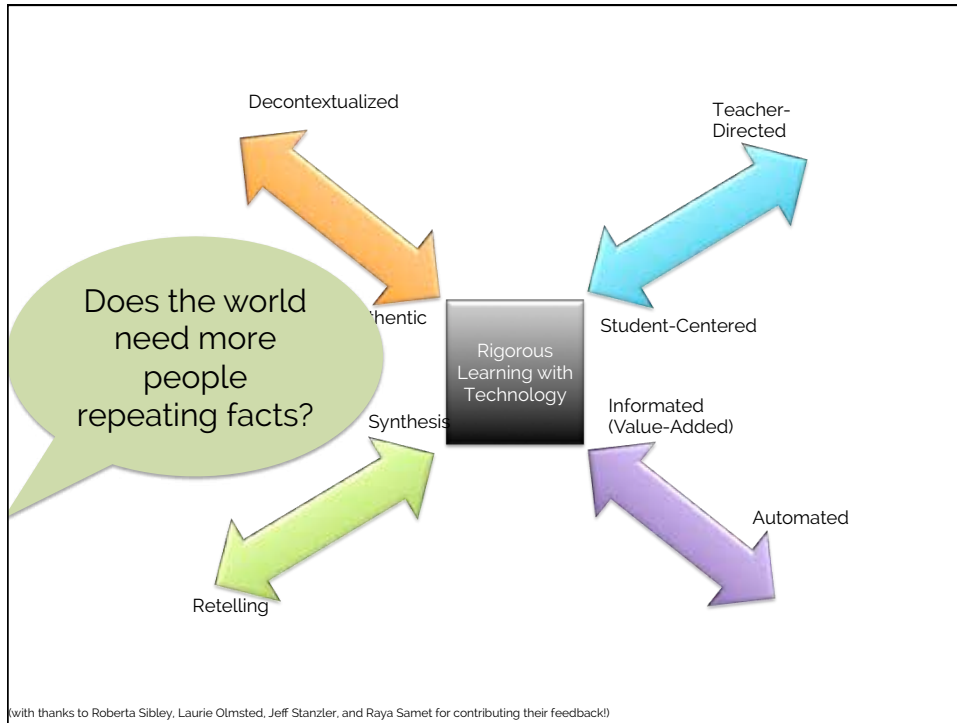 Decontextualized
Teacher-
Directed
Does the world
need more
people
repeating facts?
thentic
Student-Centered
Rigorous
Learning with
Technology
Synthesis
Informated
(Value-Added)
Automated
Retelling
(with thanks to Roberta Sibley, Laurie Olmsted, Jeff Stanzler, and Raya Samet for contributing their feedback!)